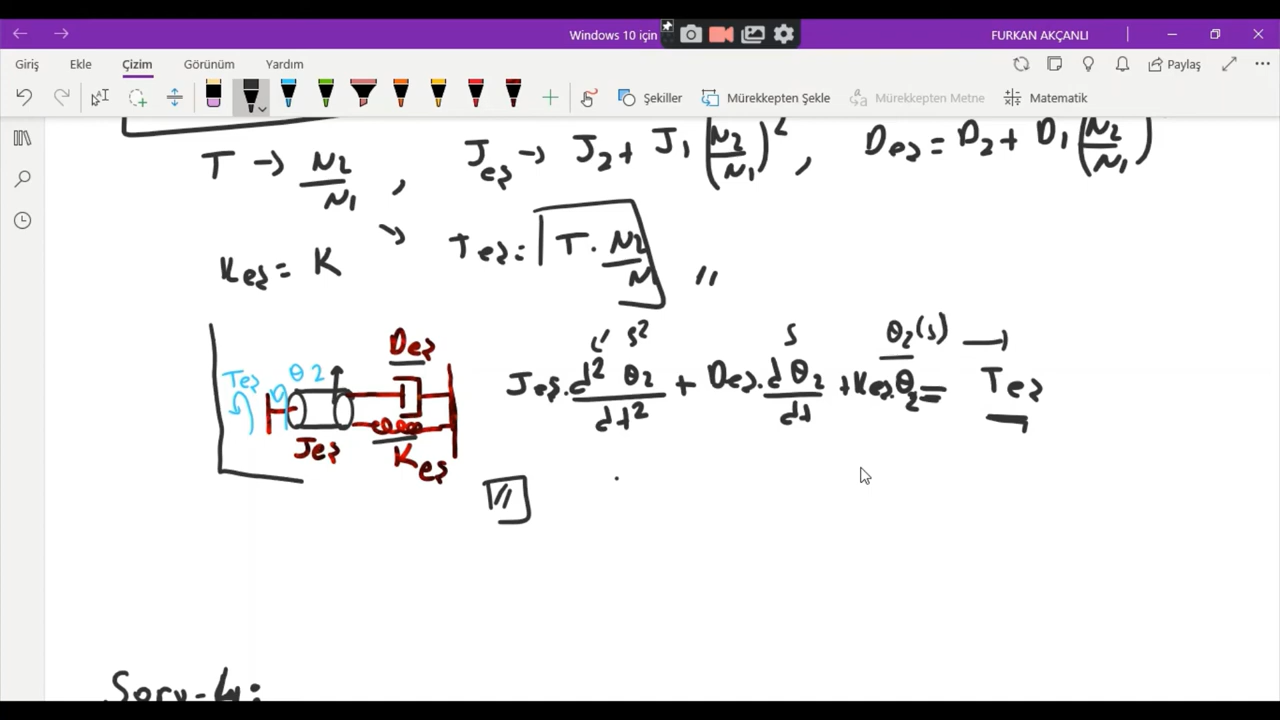 Windows 10 için
FURKAN AKÇANLI
Giriş Ekle Çizim Görünüm Yardım
Paylaş
Şekiller Mürekkepten Şekle Mürekkepten Metne Matematik
T → N2/N1 , Jeş → J2 + J1 (N2/N1)², Deş = D2 + D1 (N2/N1)
Keş = K → Teş = T · N2/N //
Deş
Teş θ2
Jeş
Keş
s² s θ2(s) →
Jeş · d²θ2/dt² + Deş · dθ2/dt + Keş·θ2 = Teş
//
Soru-4: